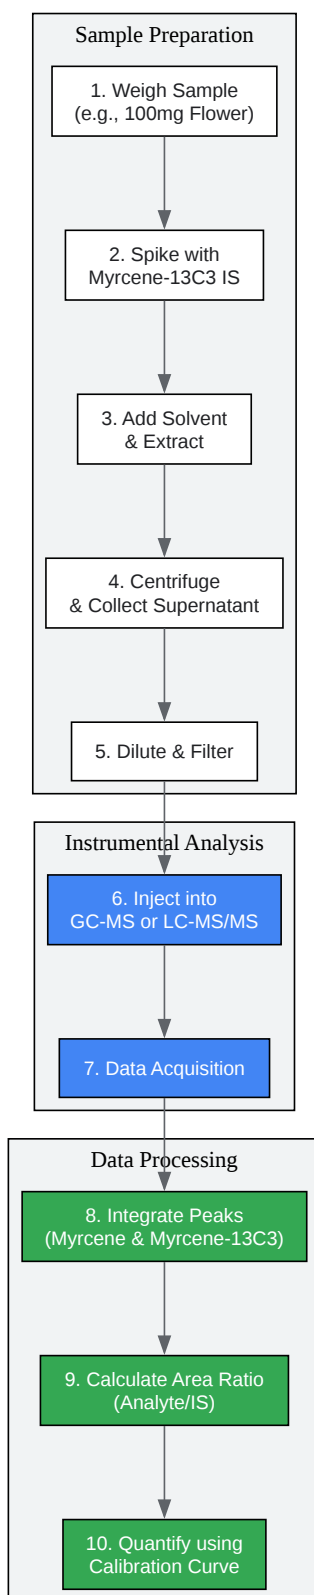 Sample Preparation
1. Weigh Sample
(e.g., 100mg Flower)
2. Spike with
Myrcene-13C3 IS
3. Add Solvent
& Extract
4. Centrifuge
& Collect Supernatant
5. Dilute & Filter
Instrumental Analysis
6. Inject into
GC-MS or LC-MS/MS
7. Data Acquisition
Data Processing
8. Integrate Peaks
(Myrcene & Myrcene-13C3)
9. Calculate Area Ratio
(Analyte/IS)
10. Quantify using
Calibration Curve